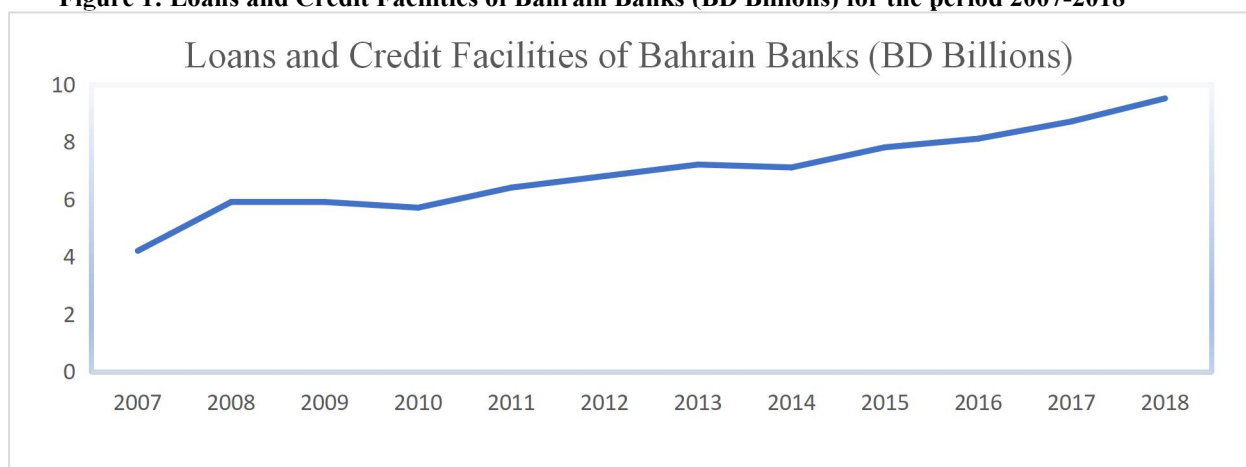 Figure 1: Loans and Credit Facilities of Bahrain Banks (BD Billions) for the period 2007-2018
Loans and Credit Facilities of Bahrain Banks (BD Billions)
10
8
6
4
2
0
2007 2008 2009 2010 2011 2012 2013 2014 2015 2016 2017 2018